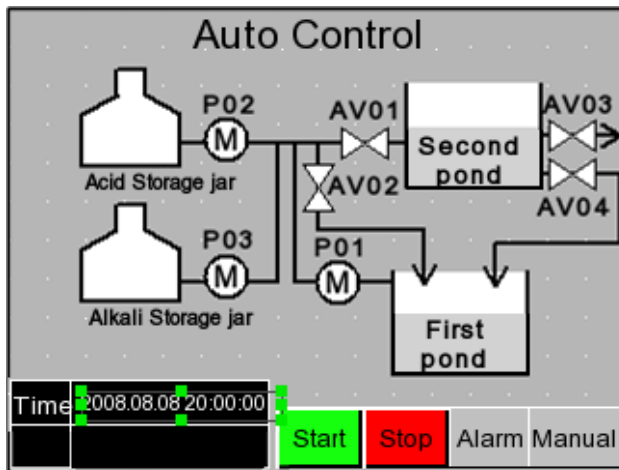 Auto Control
P02
AV01
AV03
M
Second
pond
Acid Storage jar
AV02
AV04
P03
P01
M
M
Alkali Storage jar
First
pond
Time 2008.08.08 20:00:00
Start Stop Alarm Manual